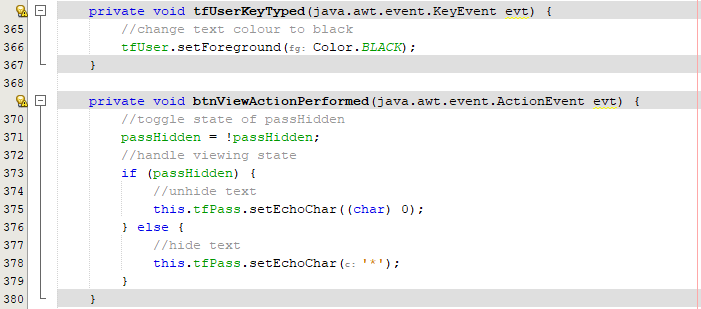 private void tfUserKeyTyped(java.awt.event.KeyEvent evt) {
365 //change text colour to black
366 tfUser.setForeground(fg: Color.BLACK);
367 }
368
private void btnViewActionPerformed(java.awt.event.ActionEvent evt) {
370 //toggle state of passHidden
371 passHidden = !passHidden;
372 //handle viewing state
373 if (passHidden) {
374 //unhide text
375 this.tfPass.setEchoChar((char) 0);
376 } else {
377 //hide text
378 this.tfPass.setEchoChar(c: '*');
379 }
380 }